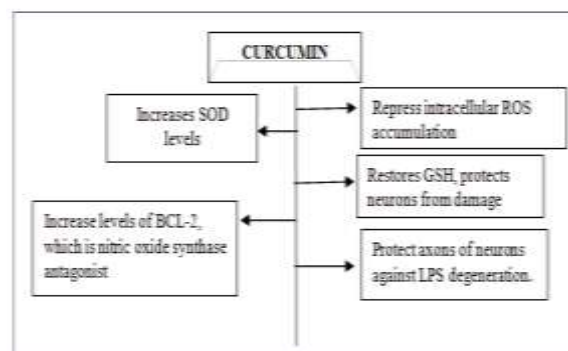 CURCUMIN
Increases SOD
levels
Repress intracellular ROS
accumulation
Restores GSH, protects
neurons from damage
Increase levels of BCL-2,
which is nitric oxide synthase
antagonist
Protect axons of neurons
against LPS degeneration.